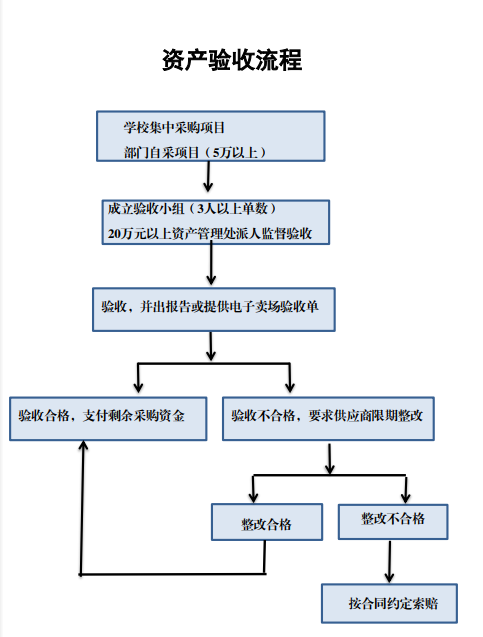 资产验收流程
学校集中采购项目
部门自采项目（5万以上）
成立验收小组（3人以上单数）
20万元以上资产管理处派人监督验收
验收，并出报告或提供电子卖场验收单
验收合格，支付剩余采购资金
验收不合格，要求供应商限期整改
整改合格
整改不合格
按合同约定索赔